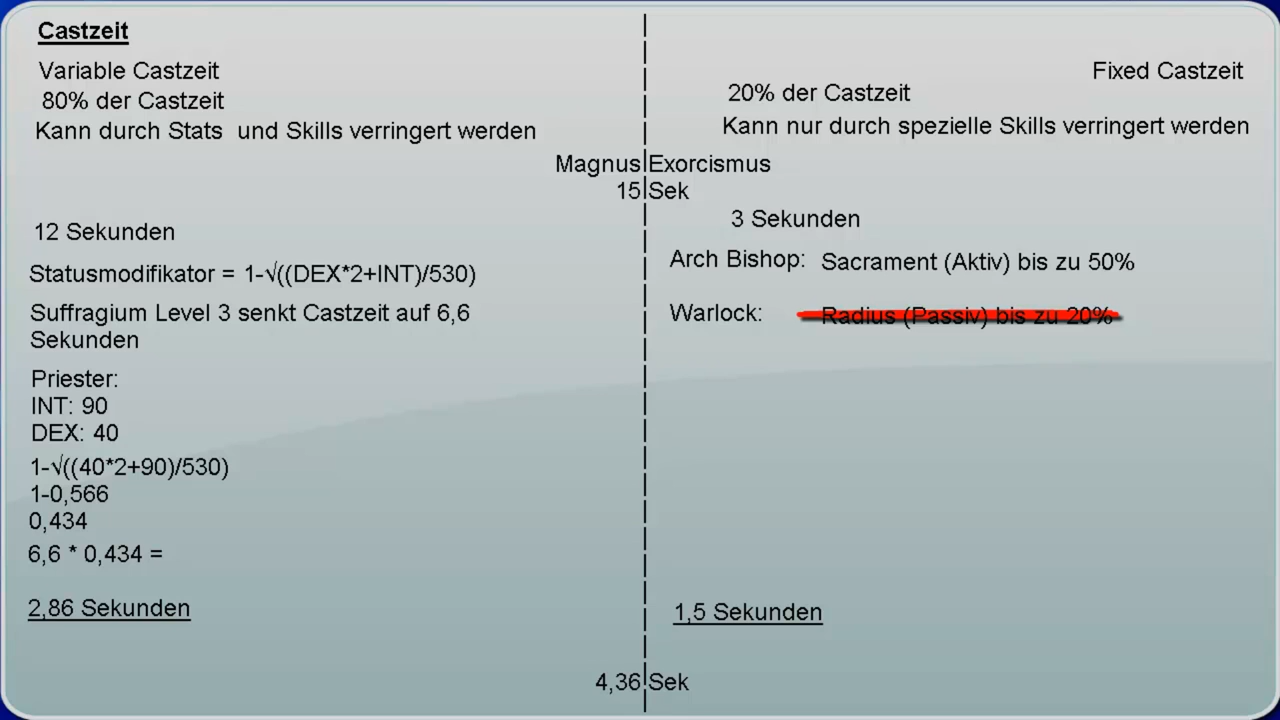 Castzeit
Variable Castzeit
80% der Castzeit
Kann durch Stats und Skills verringert werden
Fixed Castzeit
20% der Castzeit
Kann nur durch spezielle Skills verringert werden
Magnus Exorcismus
15 Sek
12 Sekunden
Statusmodifikator = 1-√((DEX*2+INT)/530)
Suffragium Level 3 senkt Castzeit auf 6,6
Sekunden
Priester:
INT: 90
DEX: 40
1-√((40*2+90)/530)
1-0,566
0,434
6,6 * 0,434 =
2,86 Sekunden
3 Sekunden
Arch Bishop: Sacrament (Aktiv) bis zu 50%
Warlock: Radius (Passiv) bis zu 20%
1,5 Sekunden
4,36 Sek